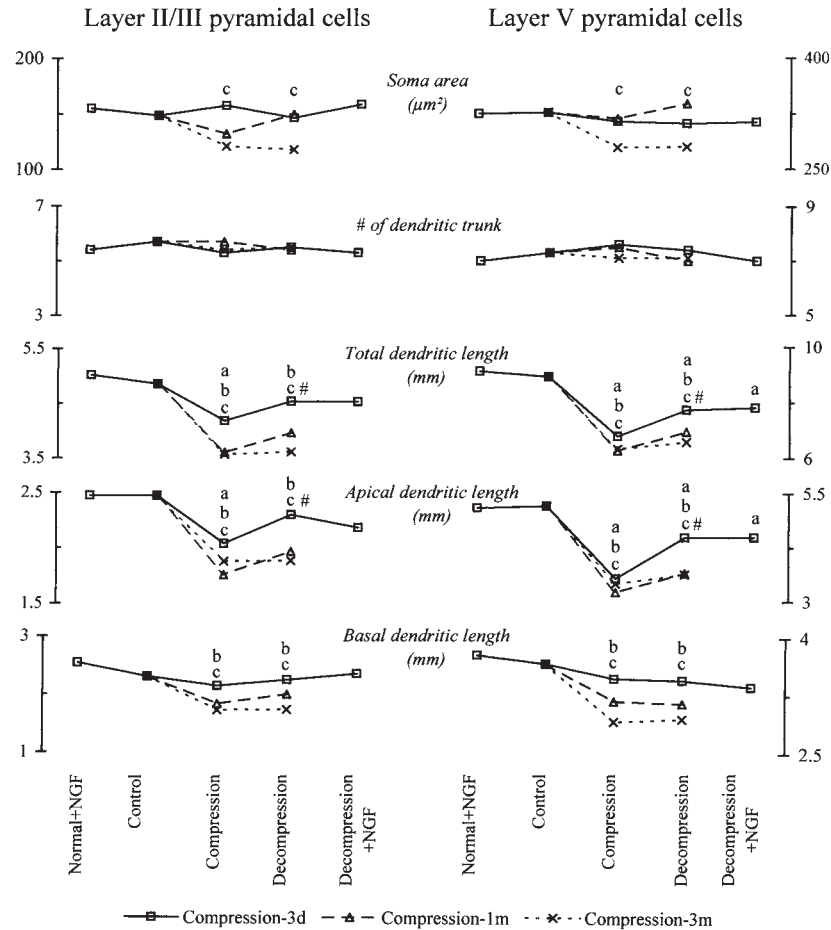 Layer II/III pyramidal cells Layer V pyramidal cells
200 400
c c Soma area c c
(µm²)
100 250
7 9
# of dendritic trunk
3 5
5.5 10
Total dendritic length
a b (mm) a
b b a b
c c # b c # a
c
3.5 6
2.5 5.5
Apical dendritic length
a b (mm) a
b c # a b
c b c # a
c
1.5 3
3 4
Basal dendritic length
b b (mm) b b
c c c c
1 2.5
Normal+NGF
Control
Compression
Decompression
Decompression
+NGF
Normal+NGF
Control
Compression
Decompression
Decompression
+NGF
Compression-3d Compression-1m Compression-3m